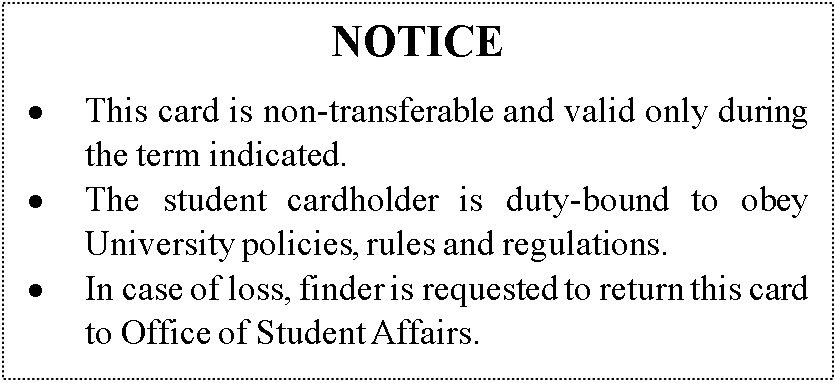 NOTICE
● This card is non-transferable and valid only during
the term indicated.
● The student cardholder is duty-bound to obey
University policies, rules and regulations.
● In case of loss, finder is requested to return this card
to Office of Student Affairs.